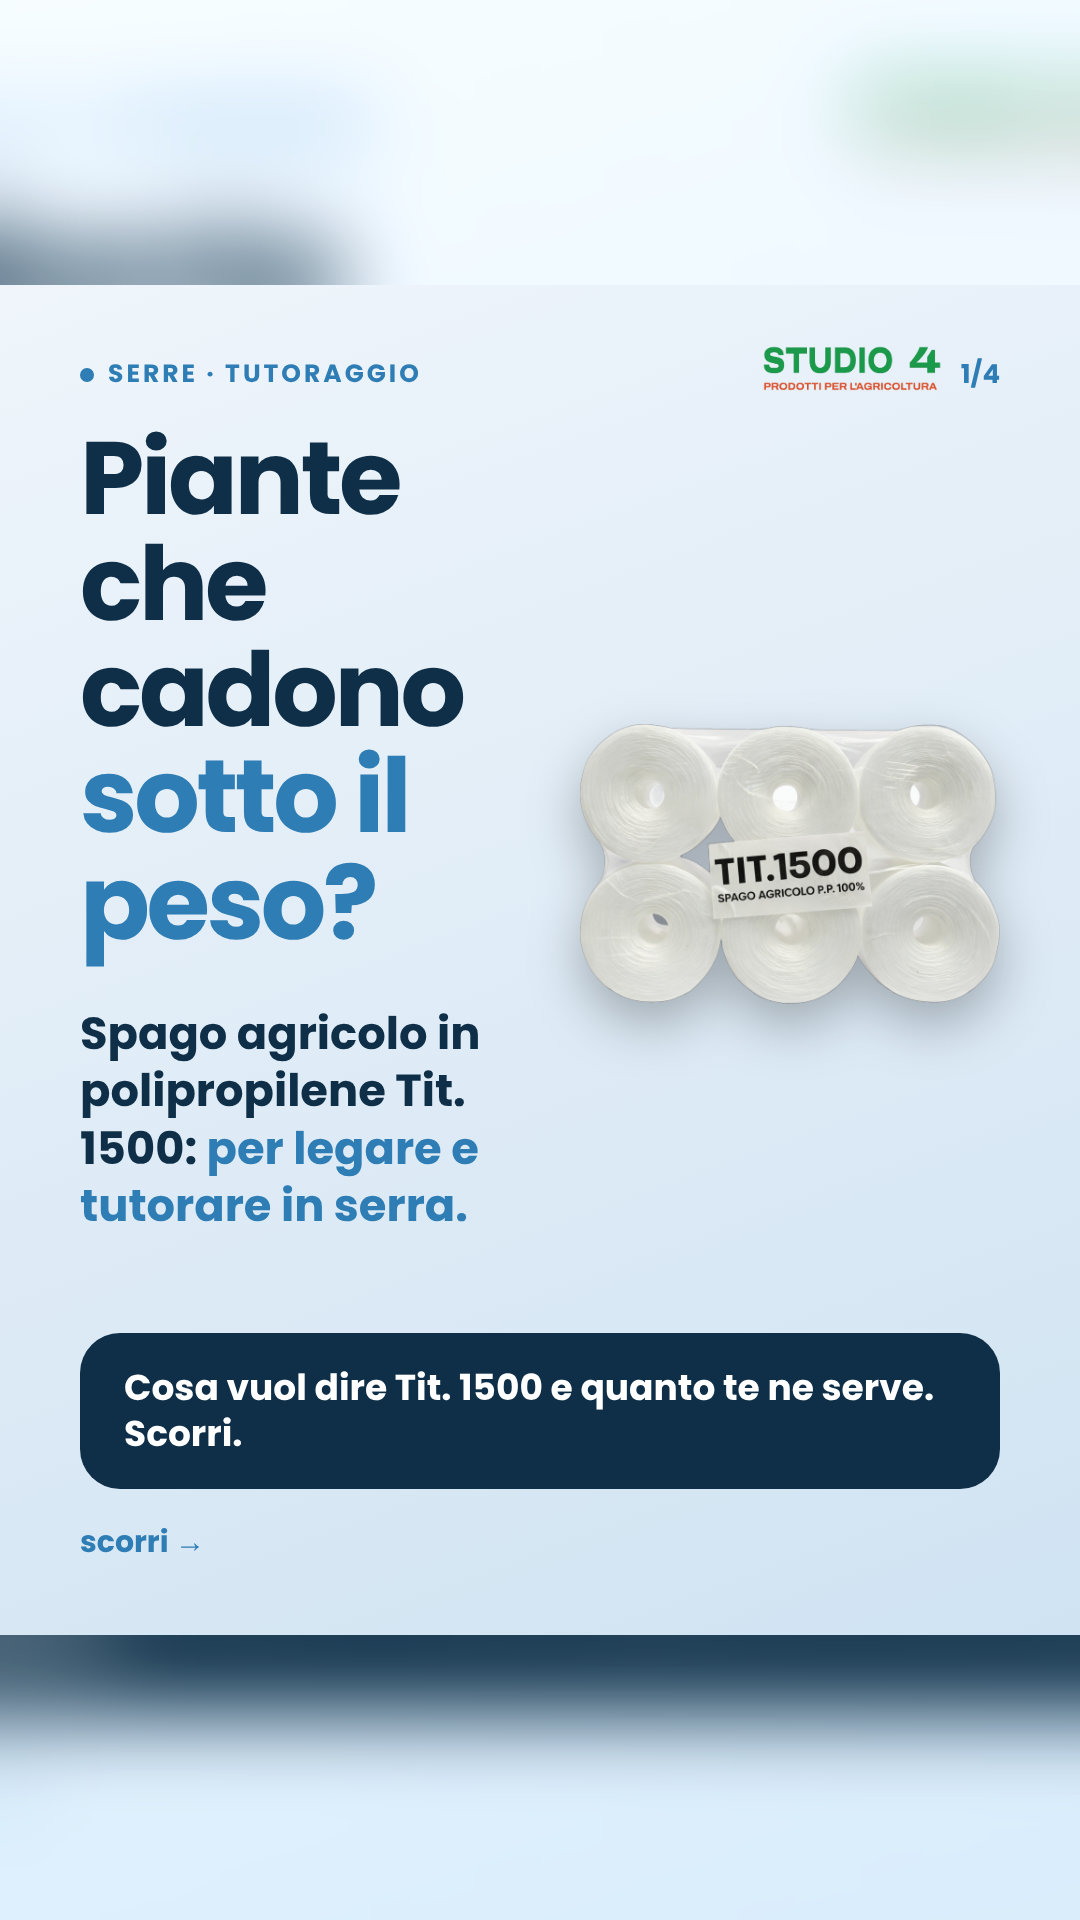 • SERRE · TUTORAGGIO
STUDIO 4
PRODOTTI PER L'AGRICOLTURA
1/4
Piante
che
cadono
sotto il
peso?
TIT.1500
SPAGO AGRICOLO P.P. 100%
Spago agricolo in
polipropilene Tit.
1500: per legare e
tutorare in serra.
Cosa vuol dire Tit. 1500 e quanto te ne serve.
Scorri.
scorri →